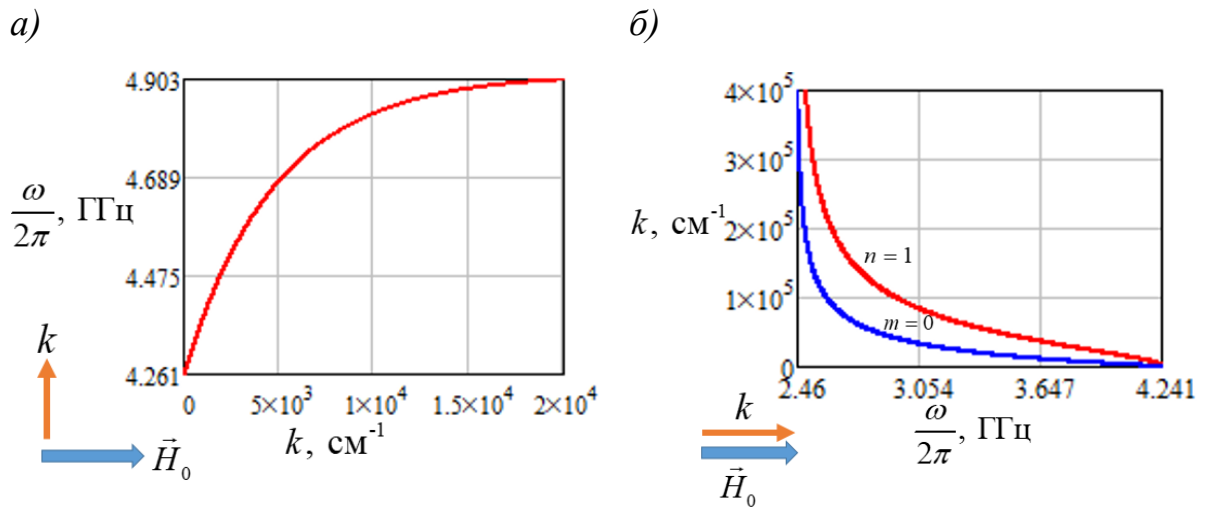 а)
4.903
4.689
4.475
4.261
ω/2π, ГГц
0 5×10³ 1×10⁴ 1.5×10⁴ 2×10⁴
k, см⁻¹
k
H⃗₀
б)
4×10⁵
3×10⁵
2×10⁵
1×10⁵
0
k, см⁻¹
n = 1
m = 0
2.46 3.054 3.647 4.241
ω/2π, ГГц
k
H⃗₀